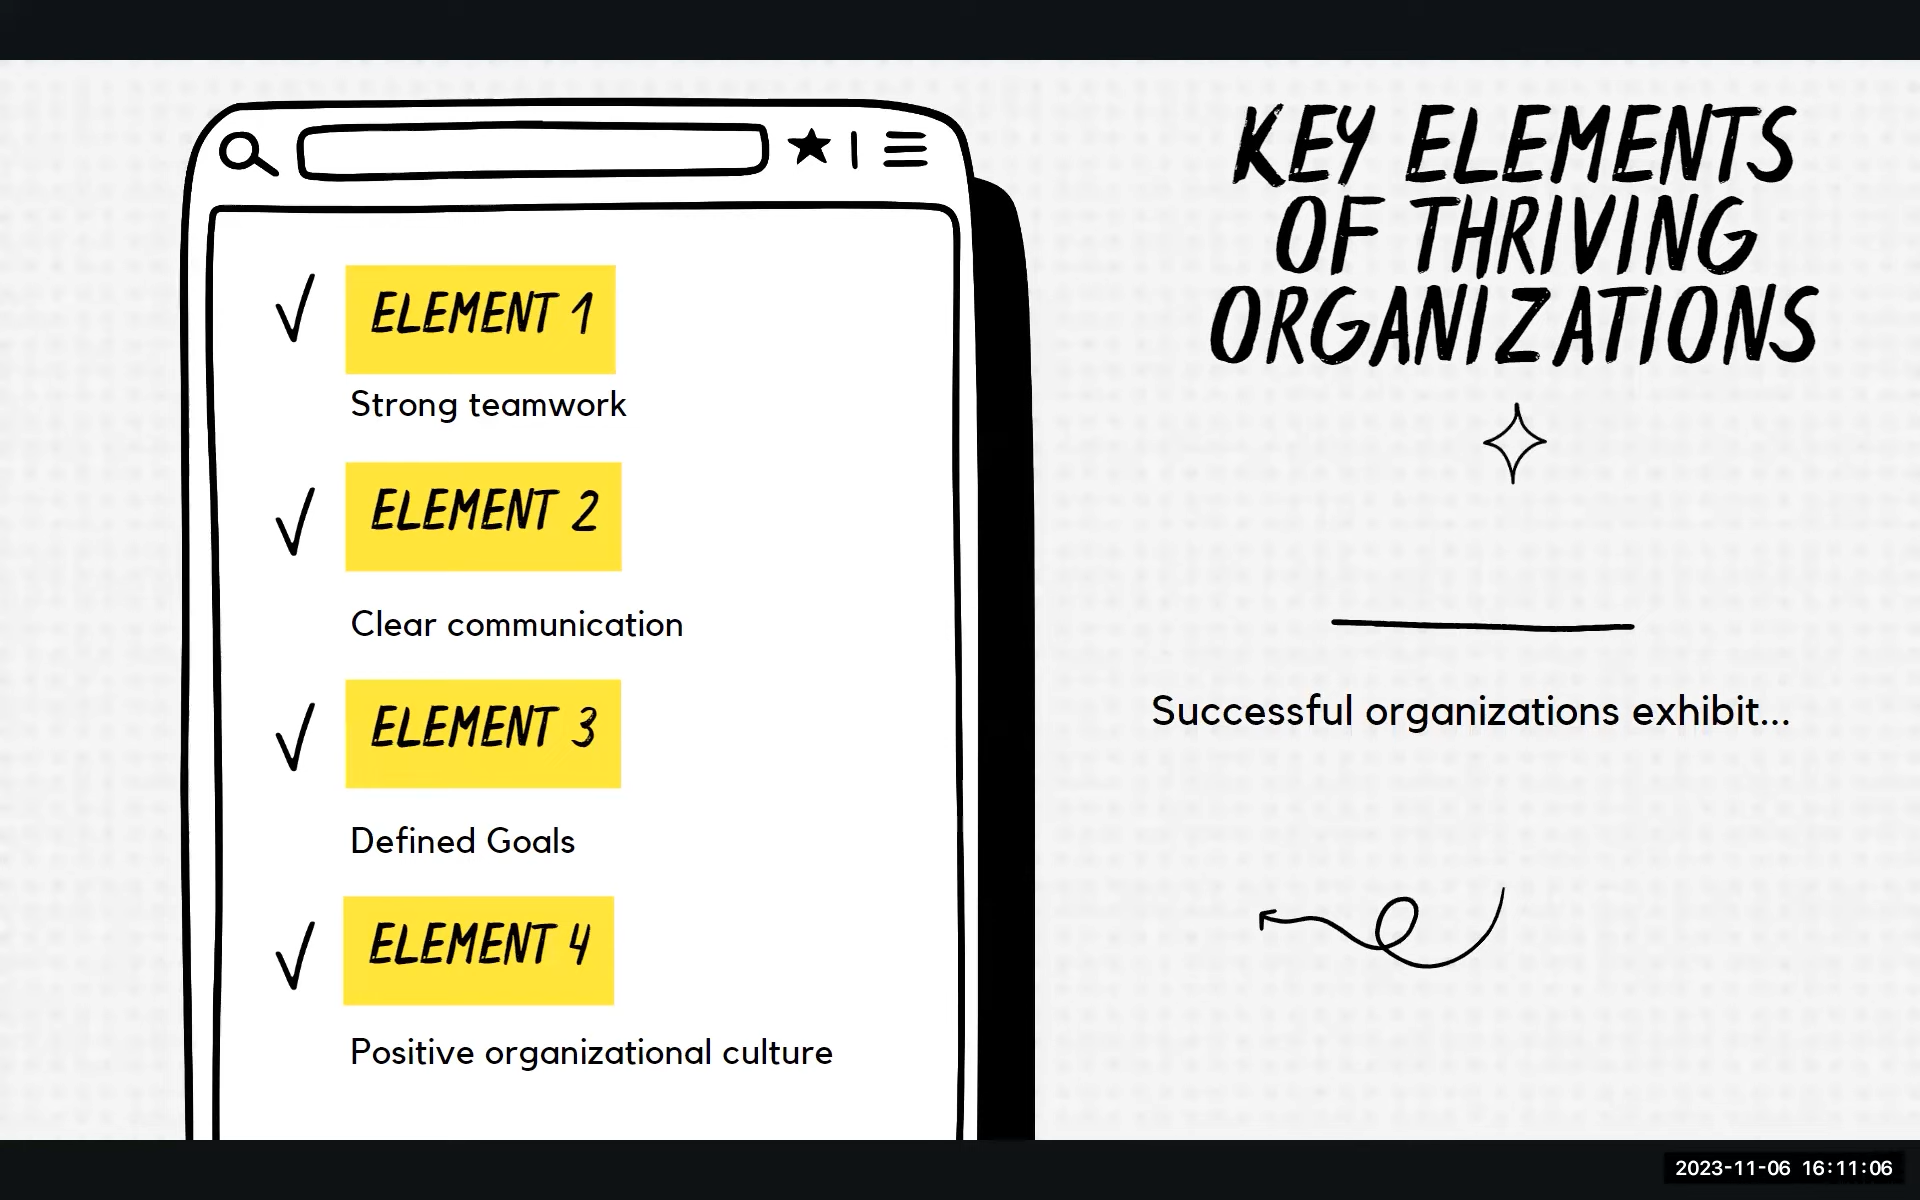 KEY ELEMENTS
OF THRIVING
ORGANIZATIONS
Successful organizations exhibit...
ELEMENT 1
Strong teamwork
ELEMENT 2
Clear communication
ELEMENT 3
Defined Goals
ELEMENT 4
Positive organizational culture
2023-11-06 16:11:06